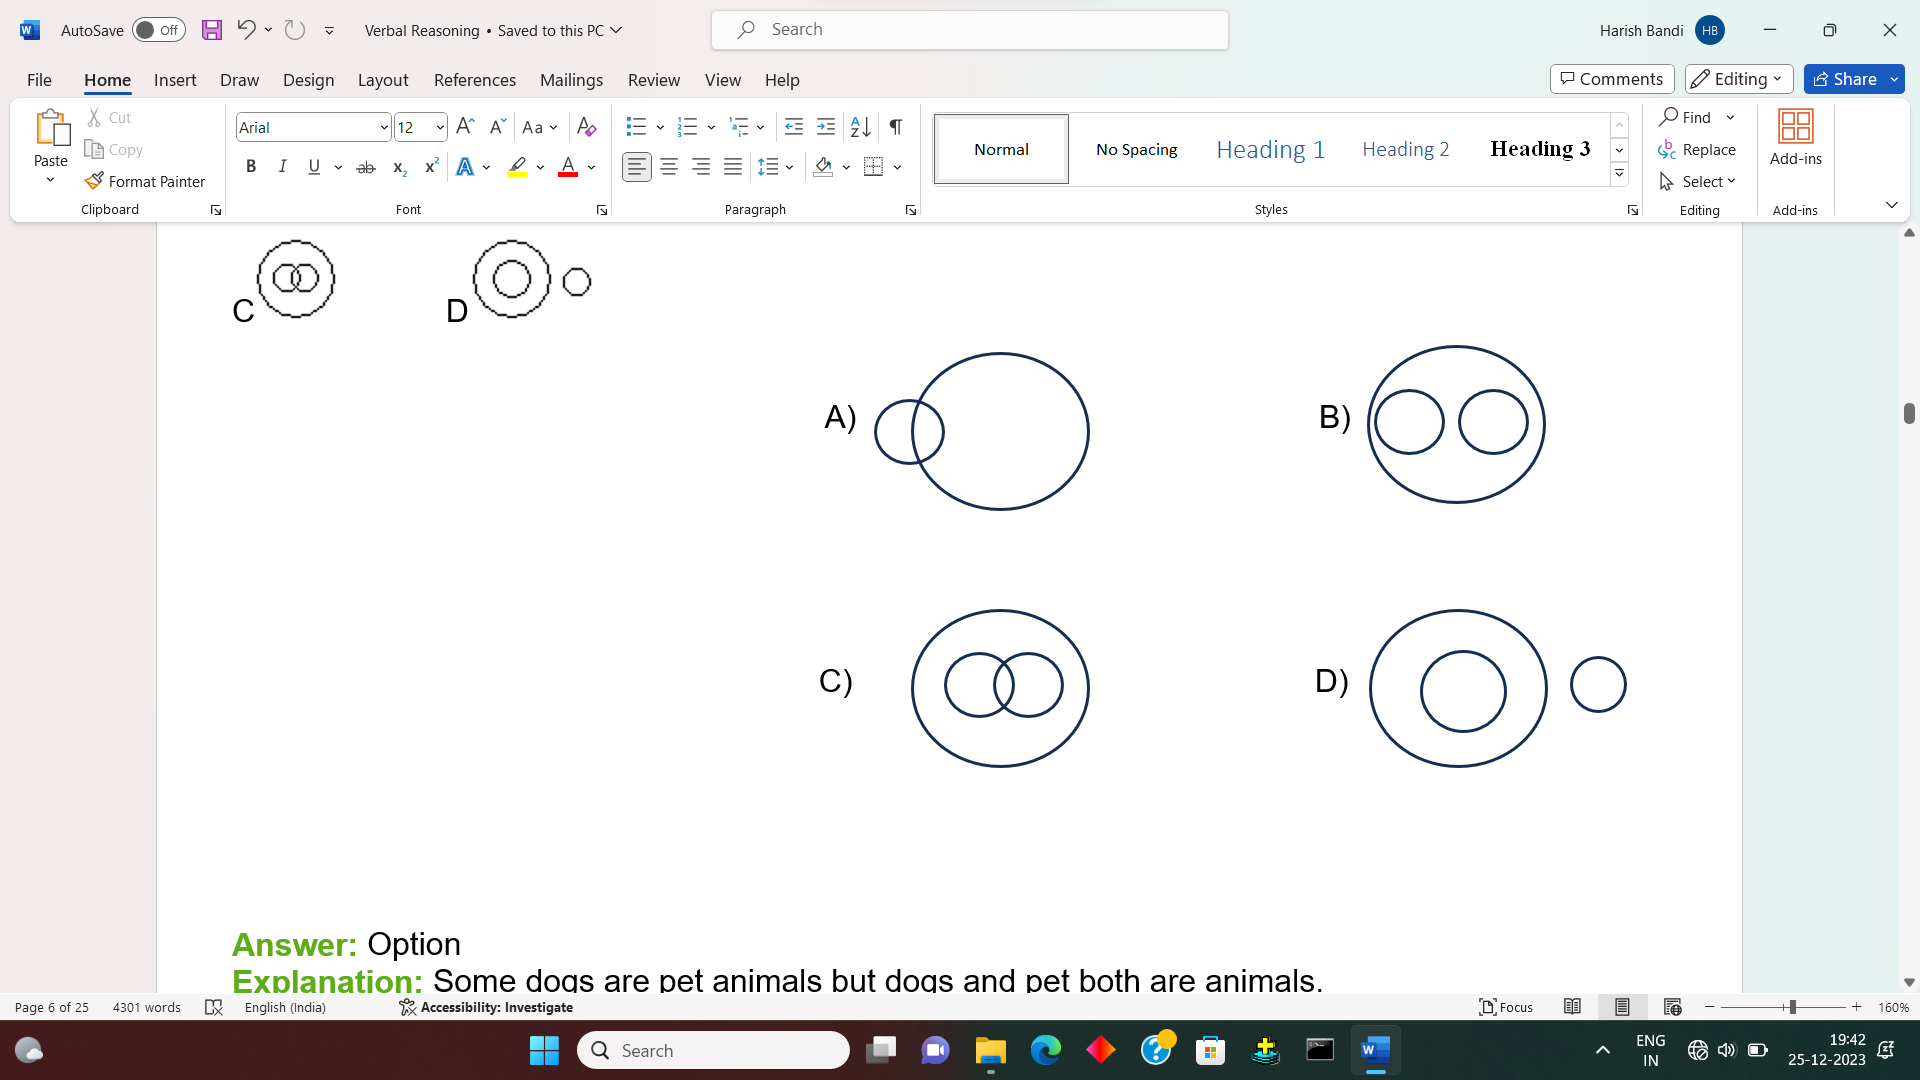 AutoSave Off Verbal Reasoning • Saved to this PC Search Harish Bandi HB
File Home Insert Draw Design Layout References Mailings Review View Help Comments Editing Share
Paste Cut Copy Format Painter
Arial 12 Aa
B I U ab x2 x2 A A
Normal No Spacing Heading 1 Heading 2 Heading 3
Find Replace Select
Add-ins
Clipboard Font Paragraph Styles Editing Add-ins
C D
A) B)
C) D)
Answer: Option
Explanation: Some dogs are pet animals but dogs and pet both are animals.
Page 6 of 25 4301 words English (India) Accessibility: Investigate Focus 160%
Search ENG IN 19:42 25-12-2023